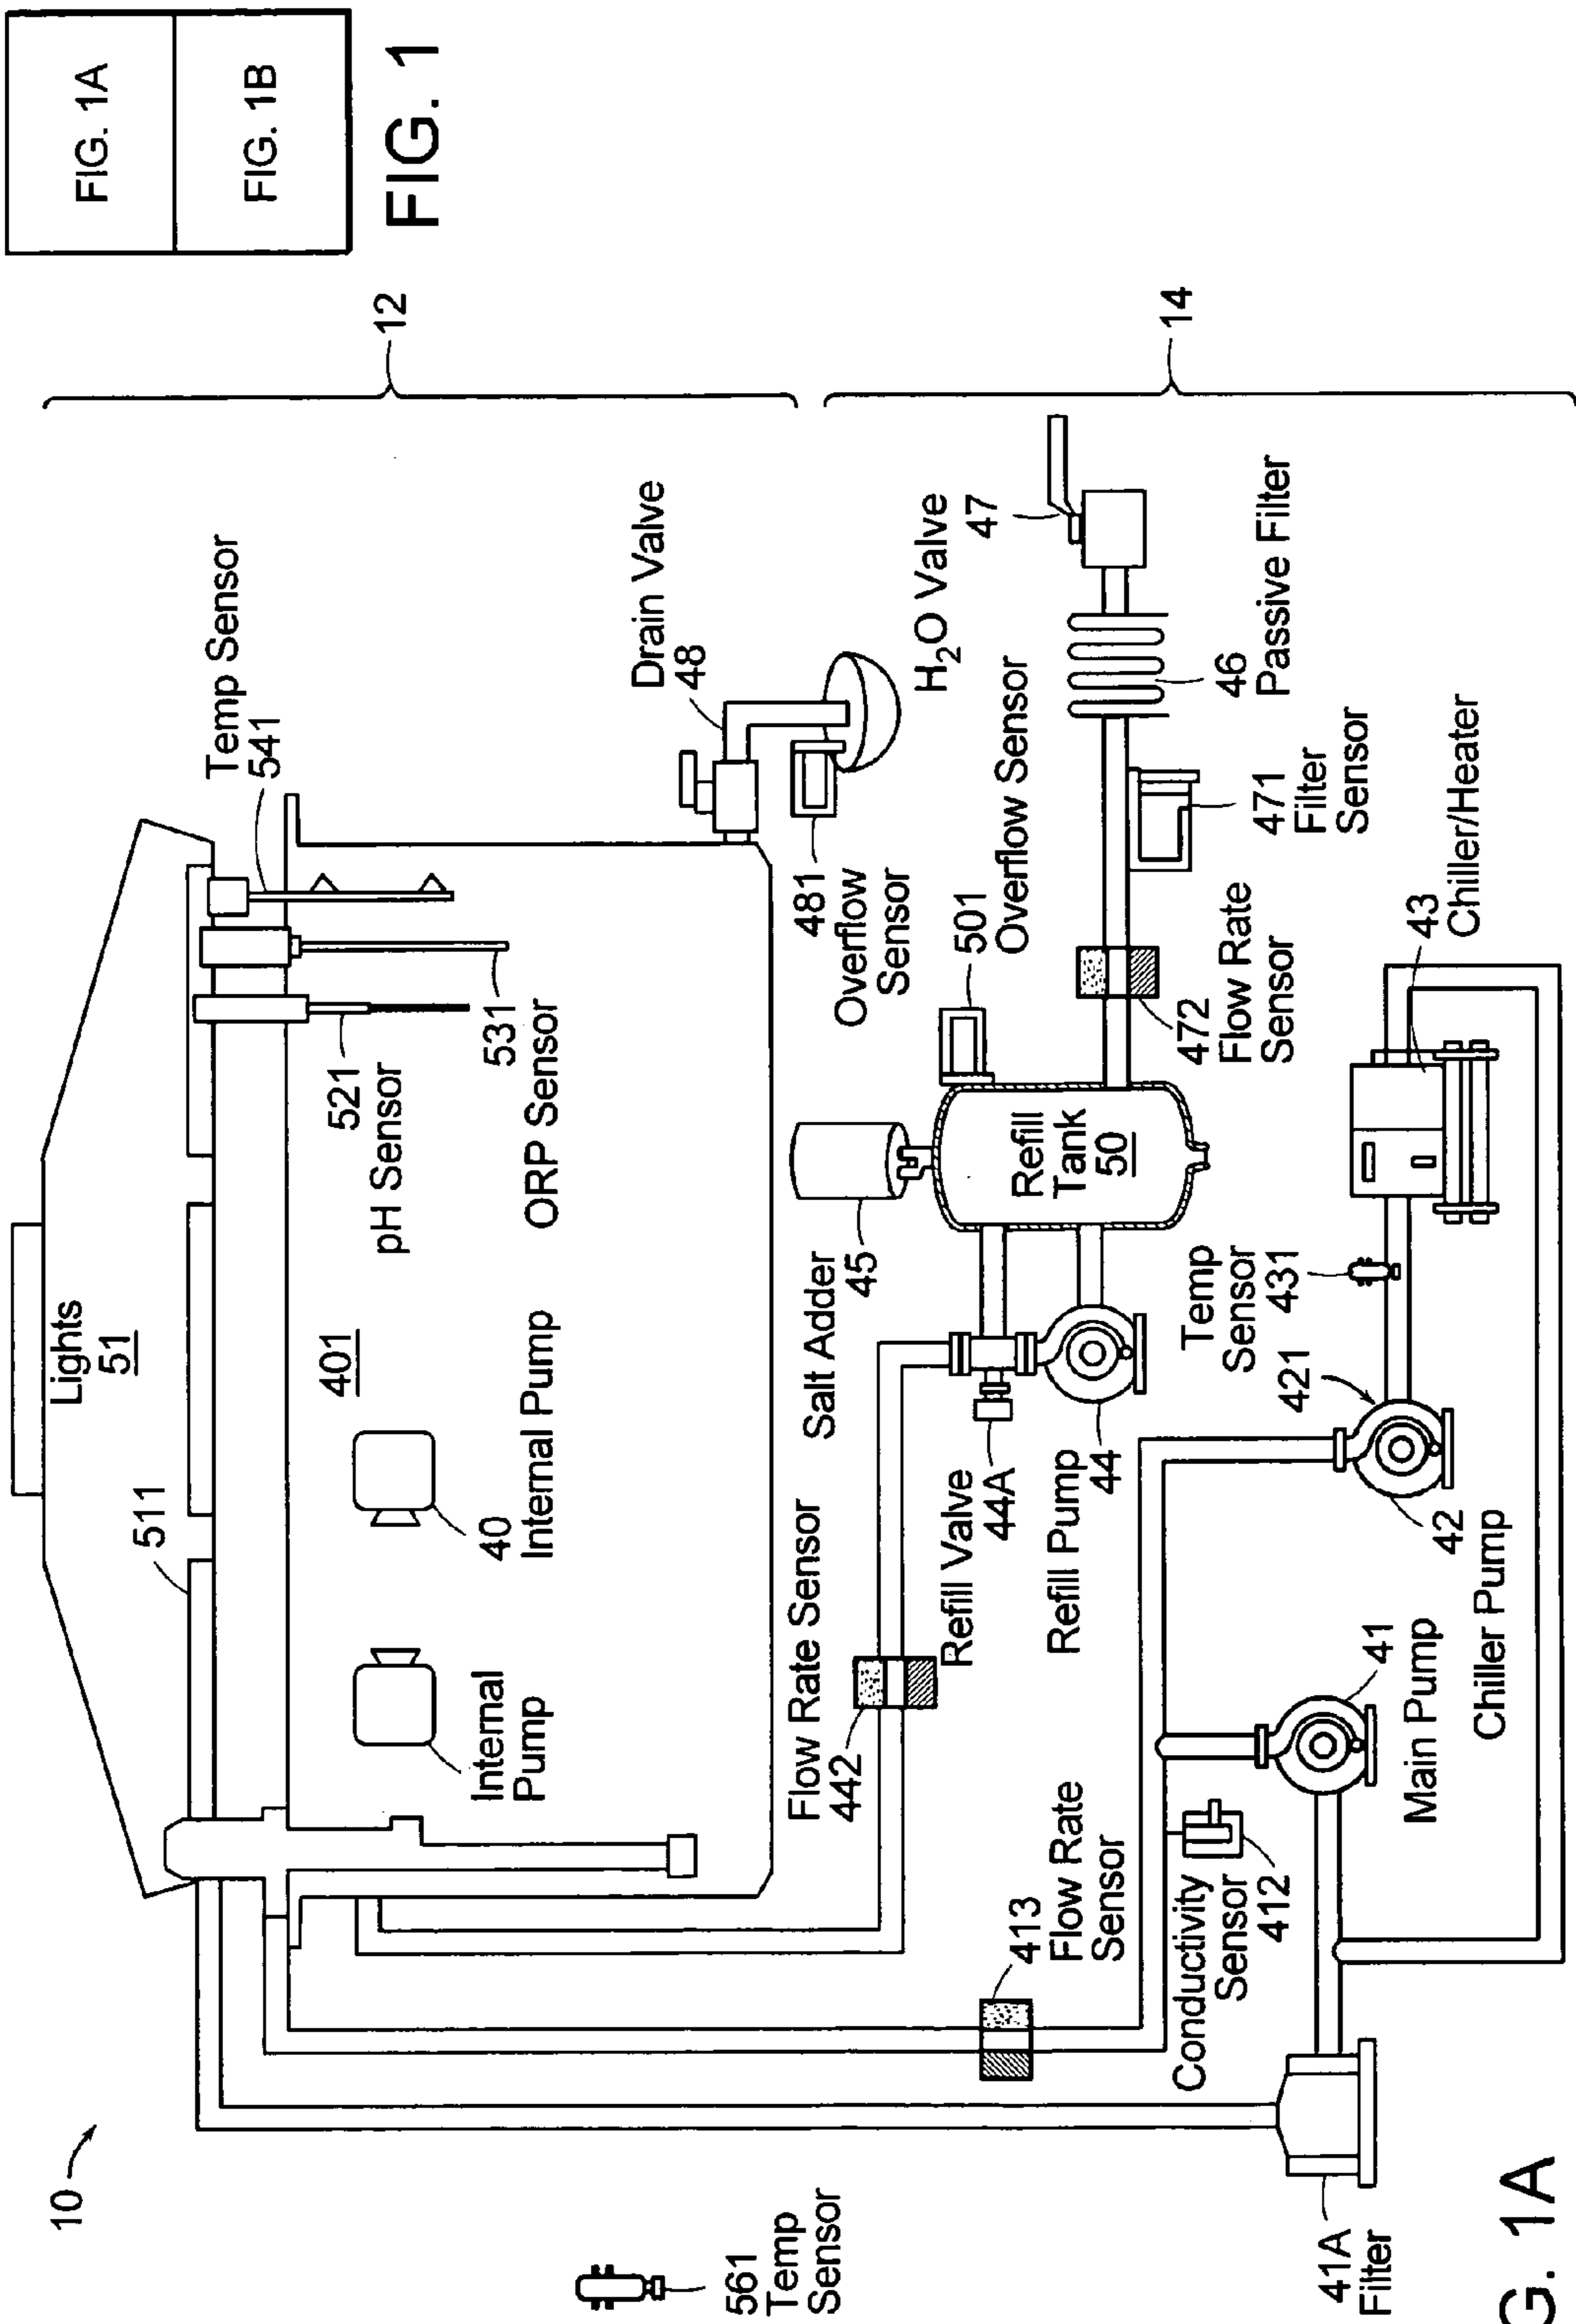 FIG. 1A
FIG. 1B
FIG. 1
10
12
14
Lights
51
511
Temp Sensor
541
521
pH Sensor
531
ORP Sensor
401
40
Internal Pump
Internal
Pump
Drain Valve
48
481
Overflow
Sensor
561
Temp
Sensor
Flow Rate Sensor
442
Salt Adder
45
501
Overflow Sensor
H₂O Valve
47
Refill
Tank
50
Refill Valve
44A
Refill Pump
44
413
Flow Rate
Sensor
472
Flow Rate
Sensor
471
Filter
Sensor
46
Passive Filter
Conductivity
Sensor
412
Temp
Sensor
431
421
43
Chiller/Heater
41A
Filter
41
Main Pump
42
Chiller Pump
G. 1A